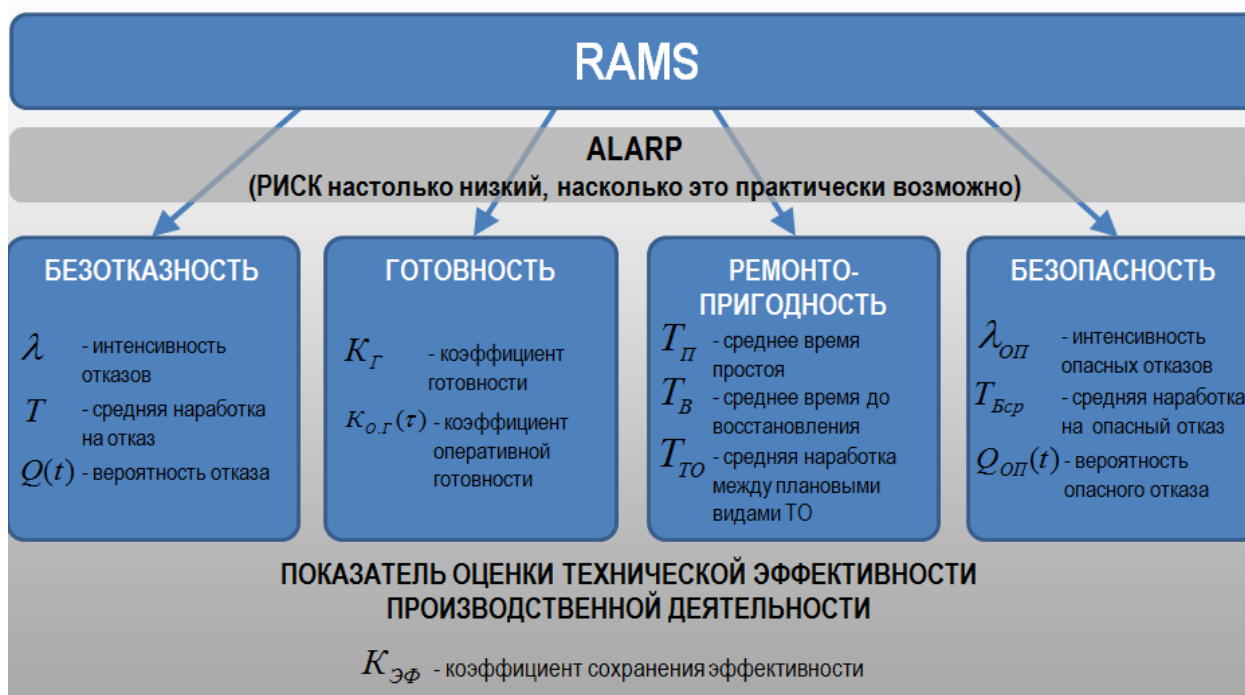 RAMS
ALARP
(РИСК настолько низкий, насколько это практически возможно)
БЕЗОТКАЗНОСТЬ
λ - интенсивность
отказов
T - средняя наработка
на отказ
Q(t) - вероятность отказа
ГОТОВНОСТЬ
K_Г - коэффициент
готовности
K_О.Г(τ) - коэффициент
оперативной
готовности
РЕМОНТО-
ПРИГОДНОСТЬ
T_П - среднее время
простоя
T_В - среднее время до
восстановления
T_ТО - средняя наработка
между плановыми
видами ТО
БЕЗОПАСНОСТЬ
λ_ОП - интенсивность
опасных отказов
T_Бср - средняя наработка
на опасный отказ
Q_ОП(t) - вероятность
опасного отказа
ПОКАЗАТЕЛЬ ОЦЕНКИ ТЕХНИЧЕСКОЙ ЭФФЕКТИВНОСТИ
ПРОИЗВОДСТВЕННОЙ ДЕЯТЕЛЬНОСТИ
K_ЭФ - коэффициент сохранения эффективности